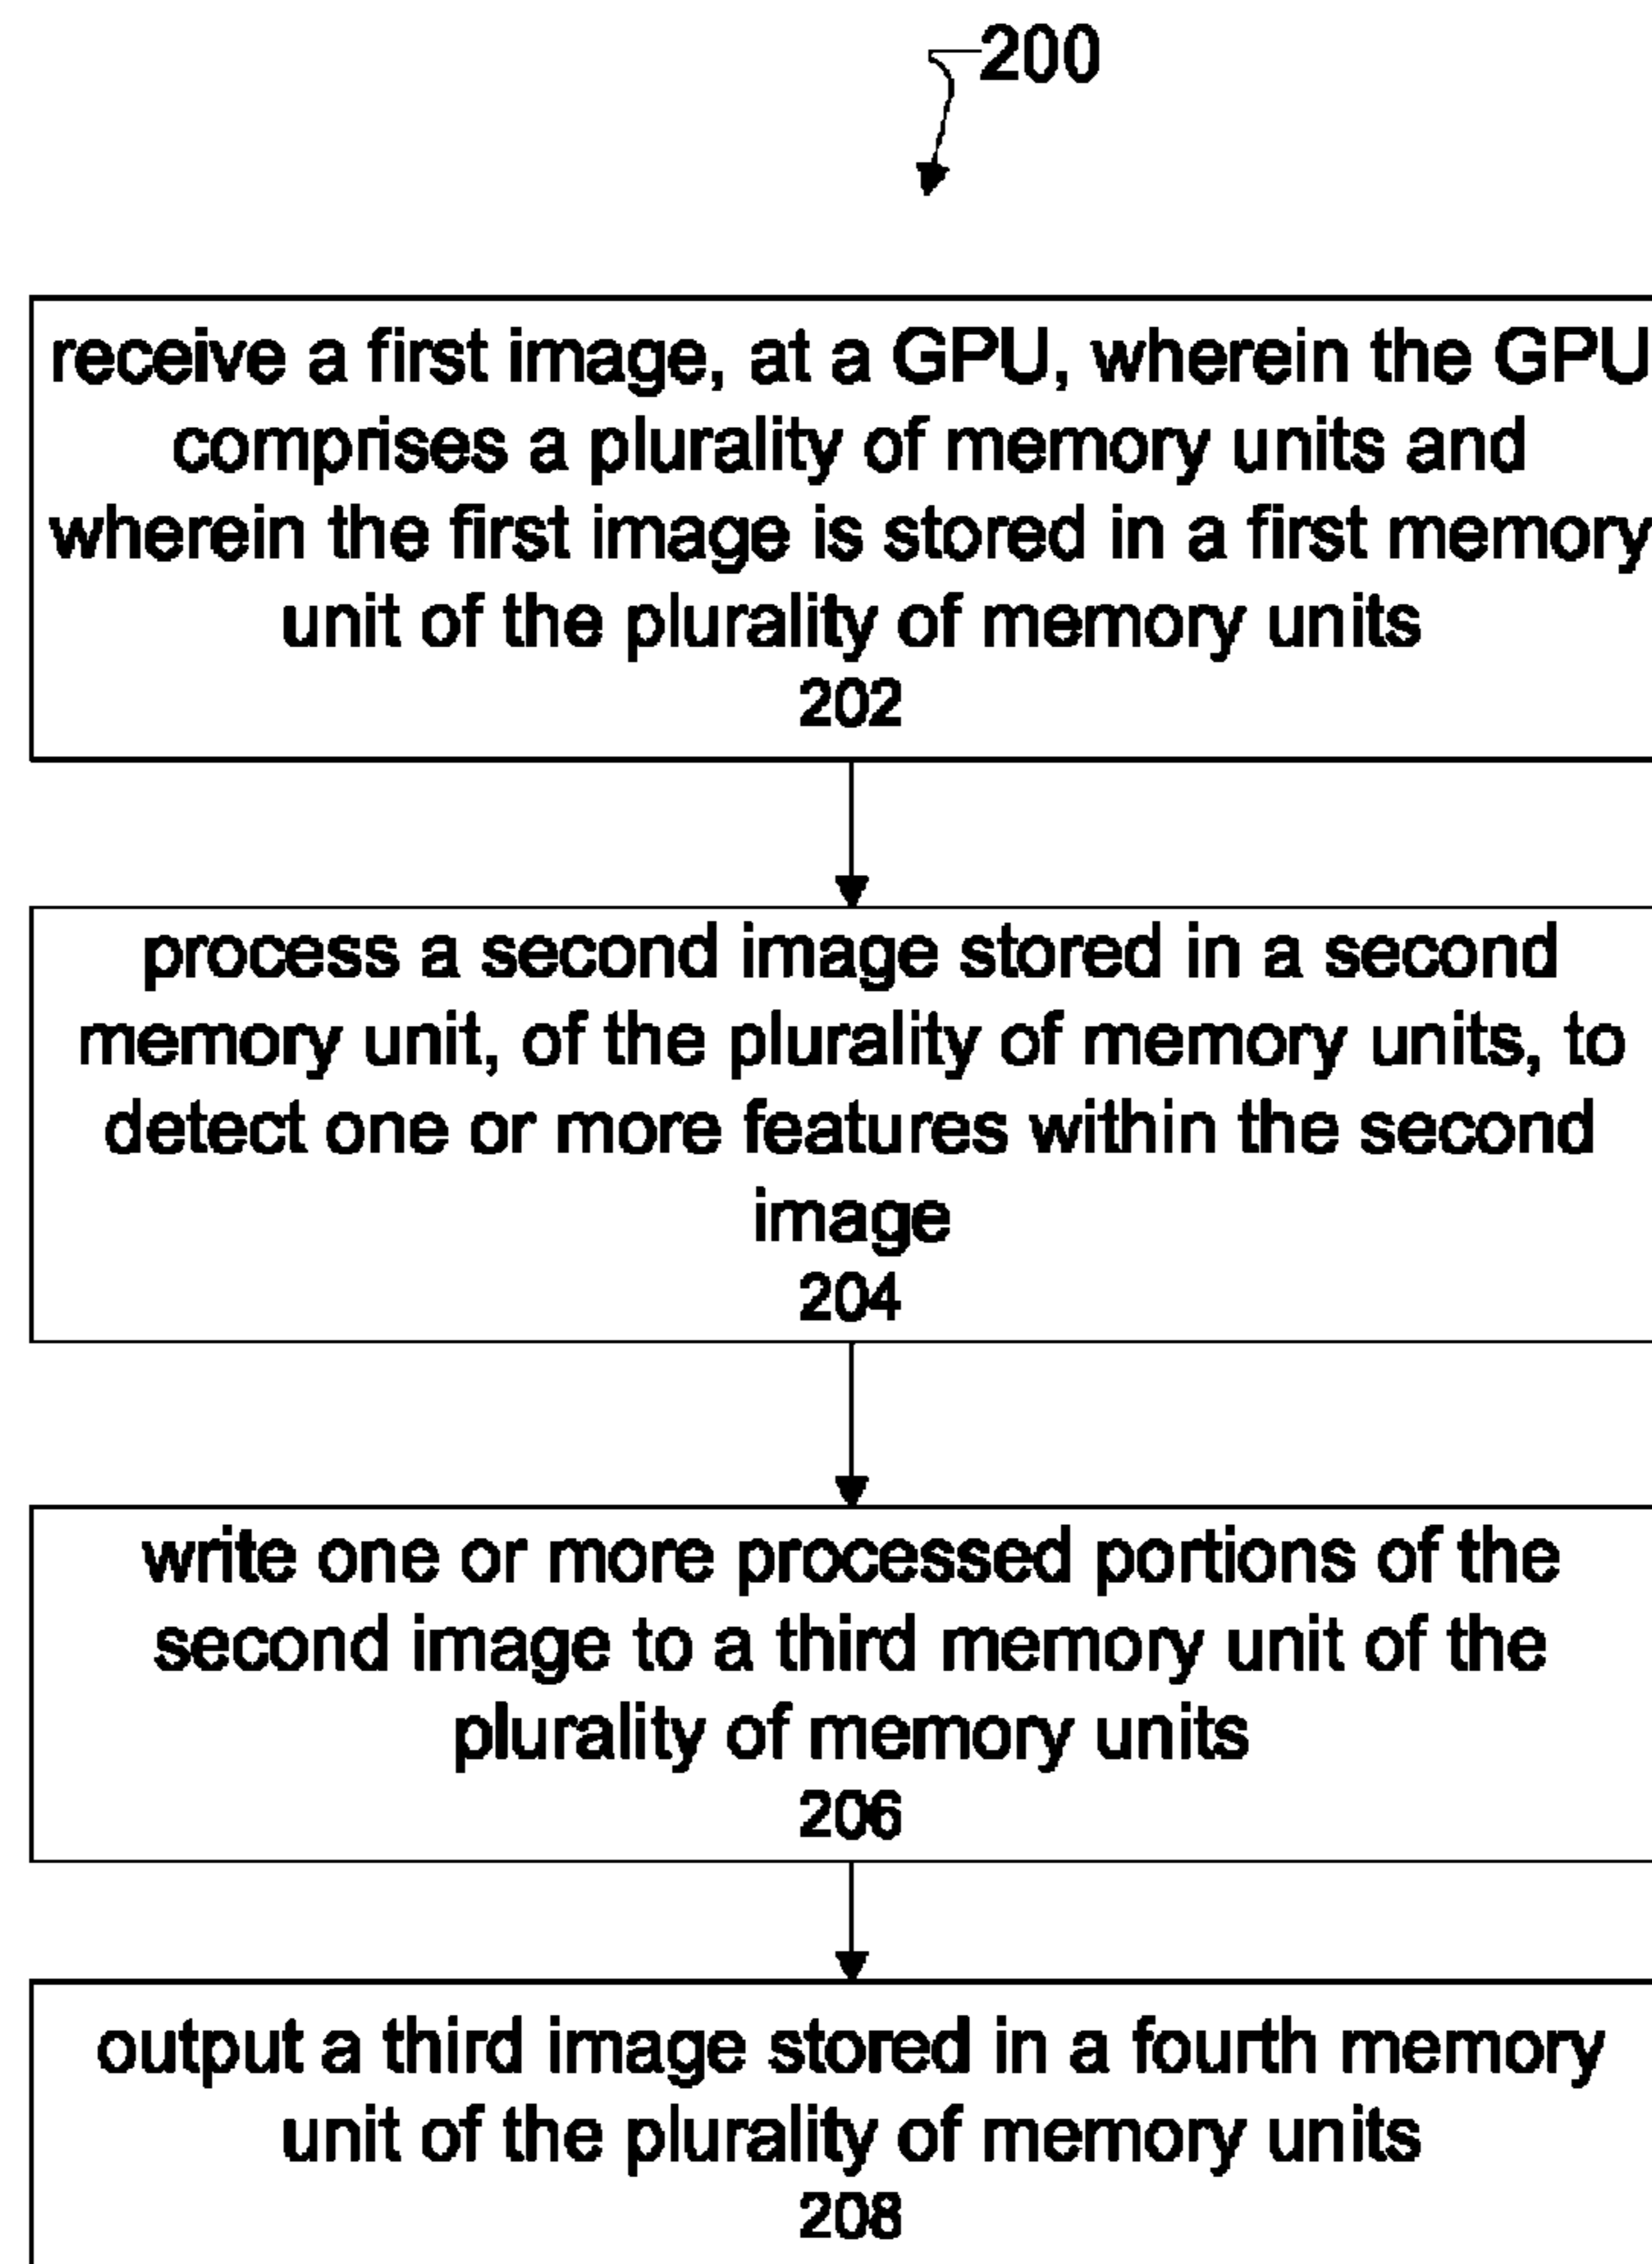 200
receive a first image, at a GPU, wherein the GPU
comprises a plurality of memory units and
wherein the first image is stored in a first memory
unit of the plurality of memory units
202
process a second image stored in a second
memory unit, of the plurality of memory units, to
detect one or more features within the second
image
204
write one or more processed portions of the
second image to a third memory unit of the
plurality of memory units
206
output a third image stored in a fourth memory
unit of the plurality of memory units
208